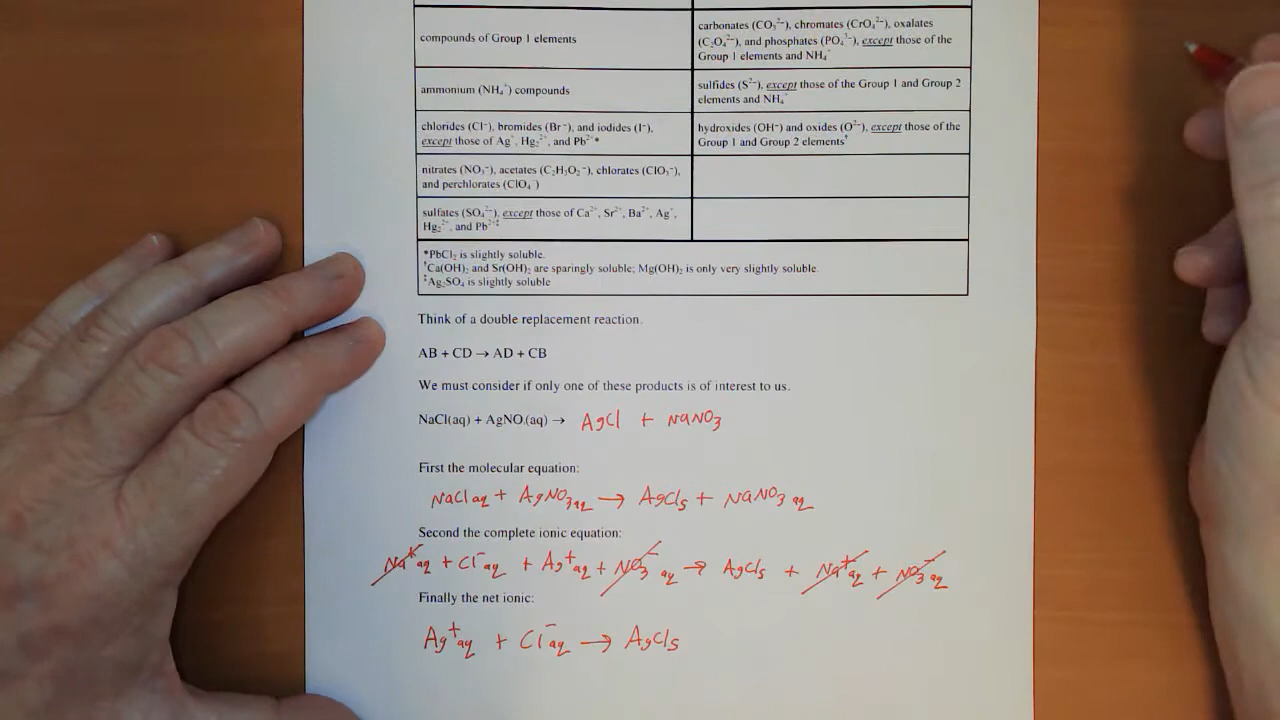 compounds of Group 1 elements
carbonates (CO₃²⁻), chromates (CrO₄²⁻), oxalates
(C₂O₄²⁻), and phosphates (PO₄³⁻), except those of the
Group 1 elements and NH₄⁺
ammonium (NH₄⁺) compounds
sulfides (S²⁻), except those of the Group 1 and Group 2
elements and NH₄⁺
chlorides (Cl⁻), bromides (Br⁻), and iodides (I⁻),
except those of Ag⁺, Hg₂²⁺, and Pb²⁺*
hydroxides (OH⁻) and oxides (O²⁻), except those of the
Group 1 and Group 2 elements†
nitrates (NO₃⁻), acetates (C₂H₃O₂⁻), chlorates (ClO₃⁻),
and perchlorates (ClO₄⁻)
sulfates (SO₄²⁻), except those of Ca²⁺, Sr²⁺, Ba²⁺, Ag⁺,
Hg₂²⁺, and Pb²⁺‡
*PbCl₂ is slightly soluble.
†Ca(OH)₂ and Sr(OH)₂ are sparingly soluble; Mg(OH)₂ is only very slightly soluble.
‡Ag₂SO₄ is slightly soluble
Think of a double replacement reaction.
AB + CD → AD + CB
We must consider if only one of these products is of interest to us.
NaCl(aq) + AgNO₃(aq) → AgCl + NaNO₃
First the molecular equation:
NaCl aq + AgNO₃ aq → AgCl s + NaNO₃ aq
Second the complete ionic equation:
Na⁺ aq + Cl⁻ aq + Ag⁺ aq + NO₃⁻ aq → AgCl s + Na⁺ aq + NO₃⁻ aq
Finally the net ionic:
Ag⁺ aq + Cl⁻ aq → AgCl s